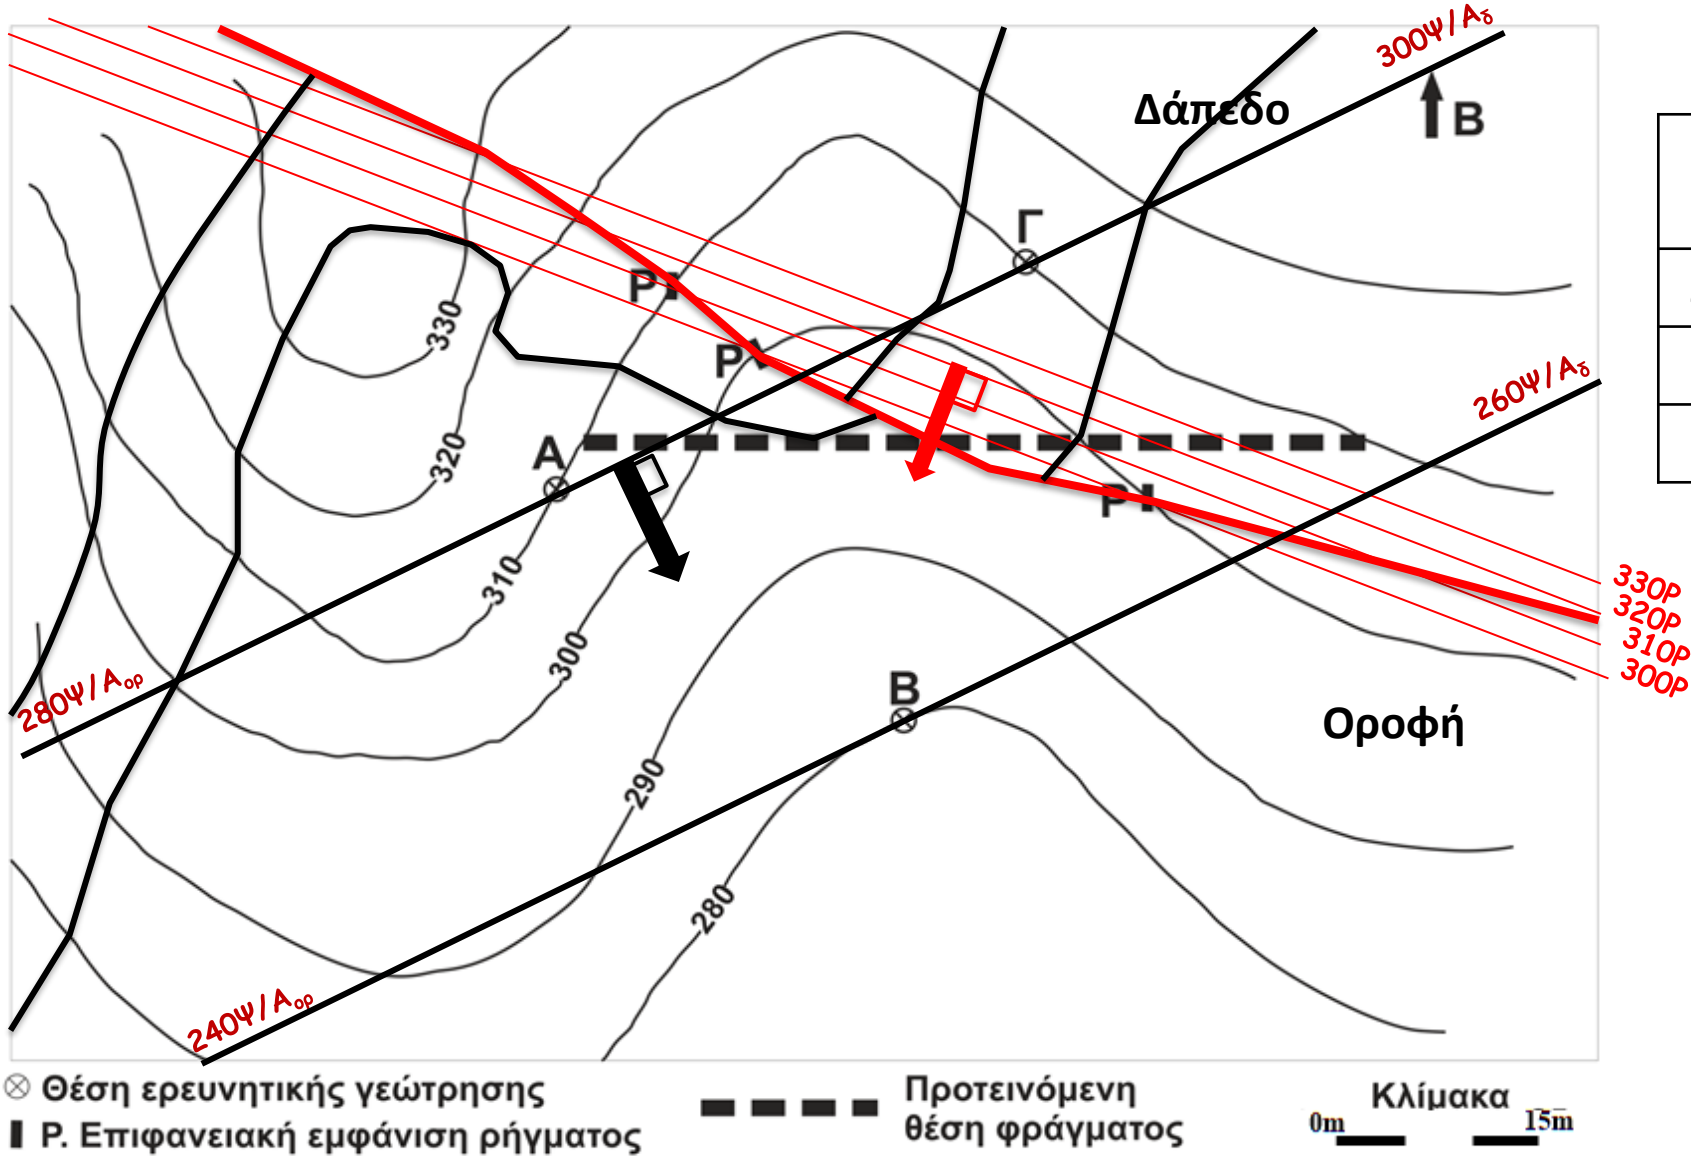 300Ψ/Αδ
Δάπεδο
Β
Γ
330
Ρ
Ρ
260Ψ/Αδ
320
Α
Ρ
310
330Ρ
320Ρ
310Ρ
300Ρ
300
280Ψ/Αορ
Β
Οροφή
290
280
240Ψ/Αορ
Θέση ερευνητικής γεώτρησης
Ρ. Επιφανειακή εμφάνιση ρήγματος
Προτεινόμενη
θέση φράγματος
Κλίμακα
0m 15m